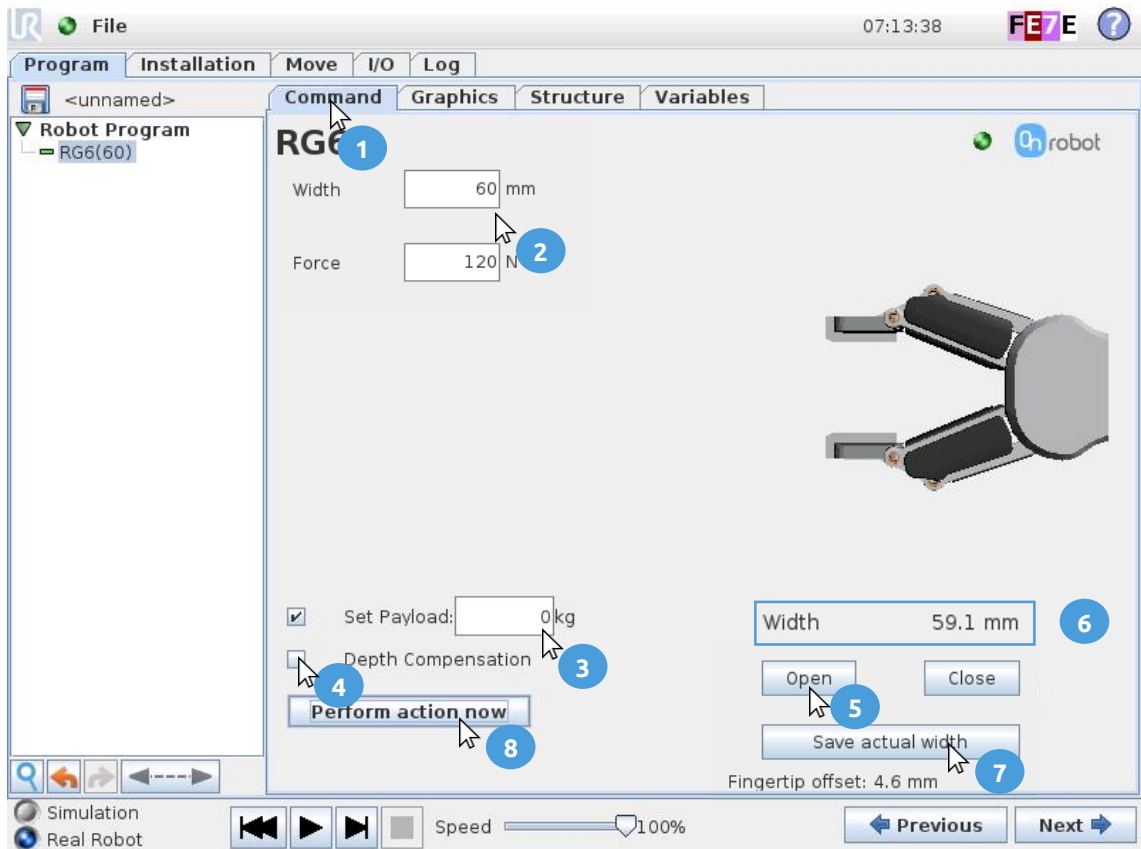 UR File 07:13:38 FE7E ?
Program Installation Move I/O Log
<unnamed> Command Graphics Structure Variables
Robot Program
RG6(60)
RG6 1 On robot
Width 60 mm
2
Force 120 N
Set Payload: 0 kg
3
Depth Compensation
4
Perform action now
8
Width 59.1 mm 6
Open Close
5
Save actual width
7
Fingertip offset: 4.6 mm
Simulation
Real Robot
Speed 100%
Previous Next